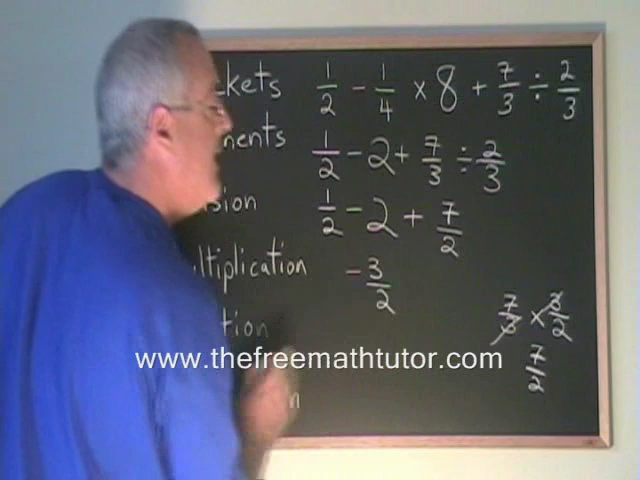 ckets 1/2 - 1/4 × 8 + 7/3 ÷ 2/3
nents 1/2 - 2 + 7/3 ÷ 2/3
sion 1/2 - 2 + 7/2
ltiplication - 3/2
tion
7/3 × 3/2
7/2
www.thefreemathtutor.com
n